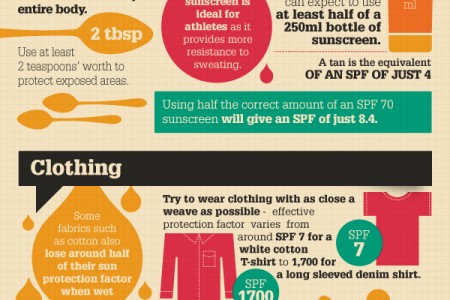 entire body.
2 tbsp
Use at least
2 teaspoons' worth to
protect exposed areas.
sunscreen is
ideal for
athletes as it
provides more
resistance to
sweating.
can expect to use
at least half of a
250ml bottle of
sunscreen.
ml
A tan is the equivalent
OF AN SPF OF JUST 4
Using half the correct amount of an SPF 70
sunscreen will give an SPF of just 8.4.
Clothing
Some
fabrics such
as cotton also
lose around half
of their sun
protection factor
when wet
Try to wear clothing with as close a
weave as possible - effective
protection factor varies from
around SPF 7 for a
white cotton
T-shirt to 1,700 for
a long sleeved denim shirt.
SPF
7
SPF
1700